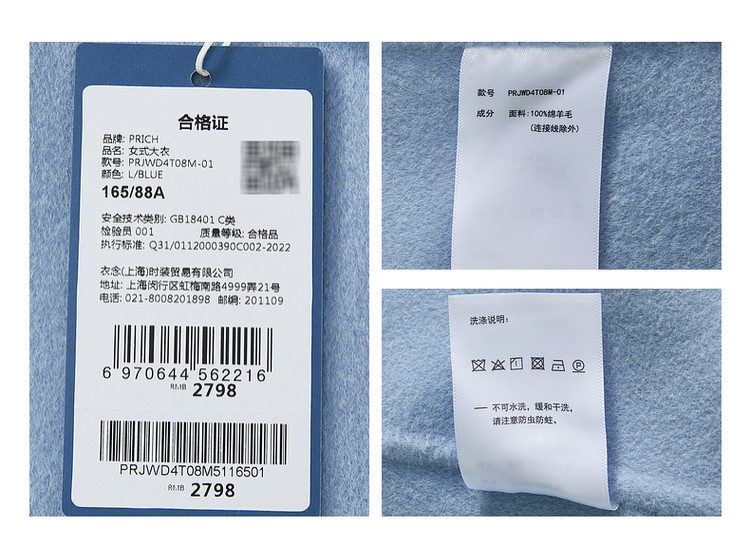 合格证
品牌: PRICH
品名: 女式大衣
款号: PRJWD4T08M-01
颜色: L/BLUE
165/88A
安全技术类别: GB18401 C类
检验员 001 质量等级: 合格品
执行标准: Q31/0112000390C002-2022
衣念(上海)时装贸易有限公司
地址: 上海闵行区虹梅南路4999弄21号
电话: 021-8008201898 邮编: 201109
6 970644 562216
RMB 2798
PRJWD4T08M5116501
RMB 2798
款号 PRJWD4T08M-01
成分 面料:100%绵羊毛
(连接线除外)
洗涤说明:
— 不可水洗, 缓和干洗,
请注意防虫防蛀。